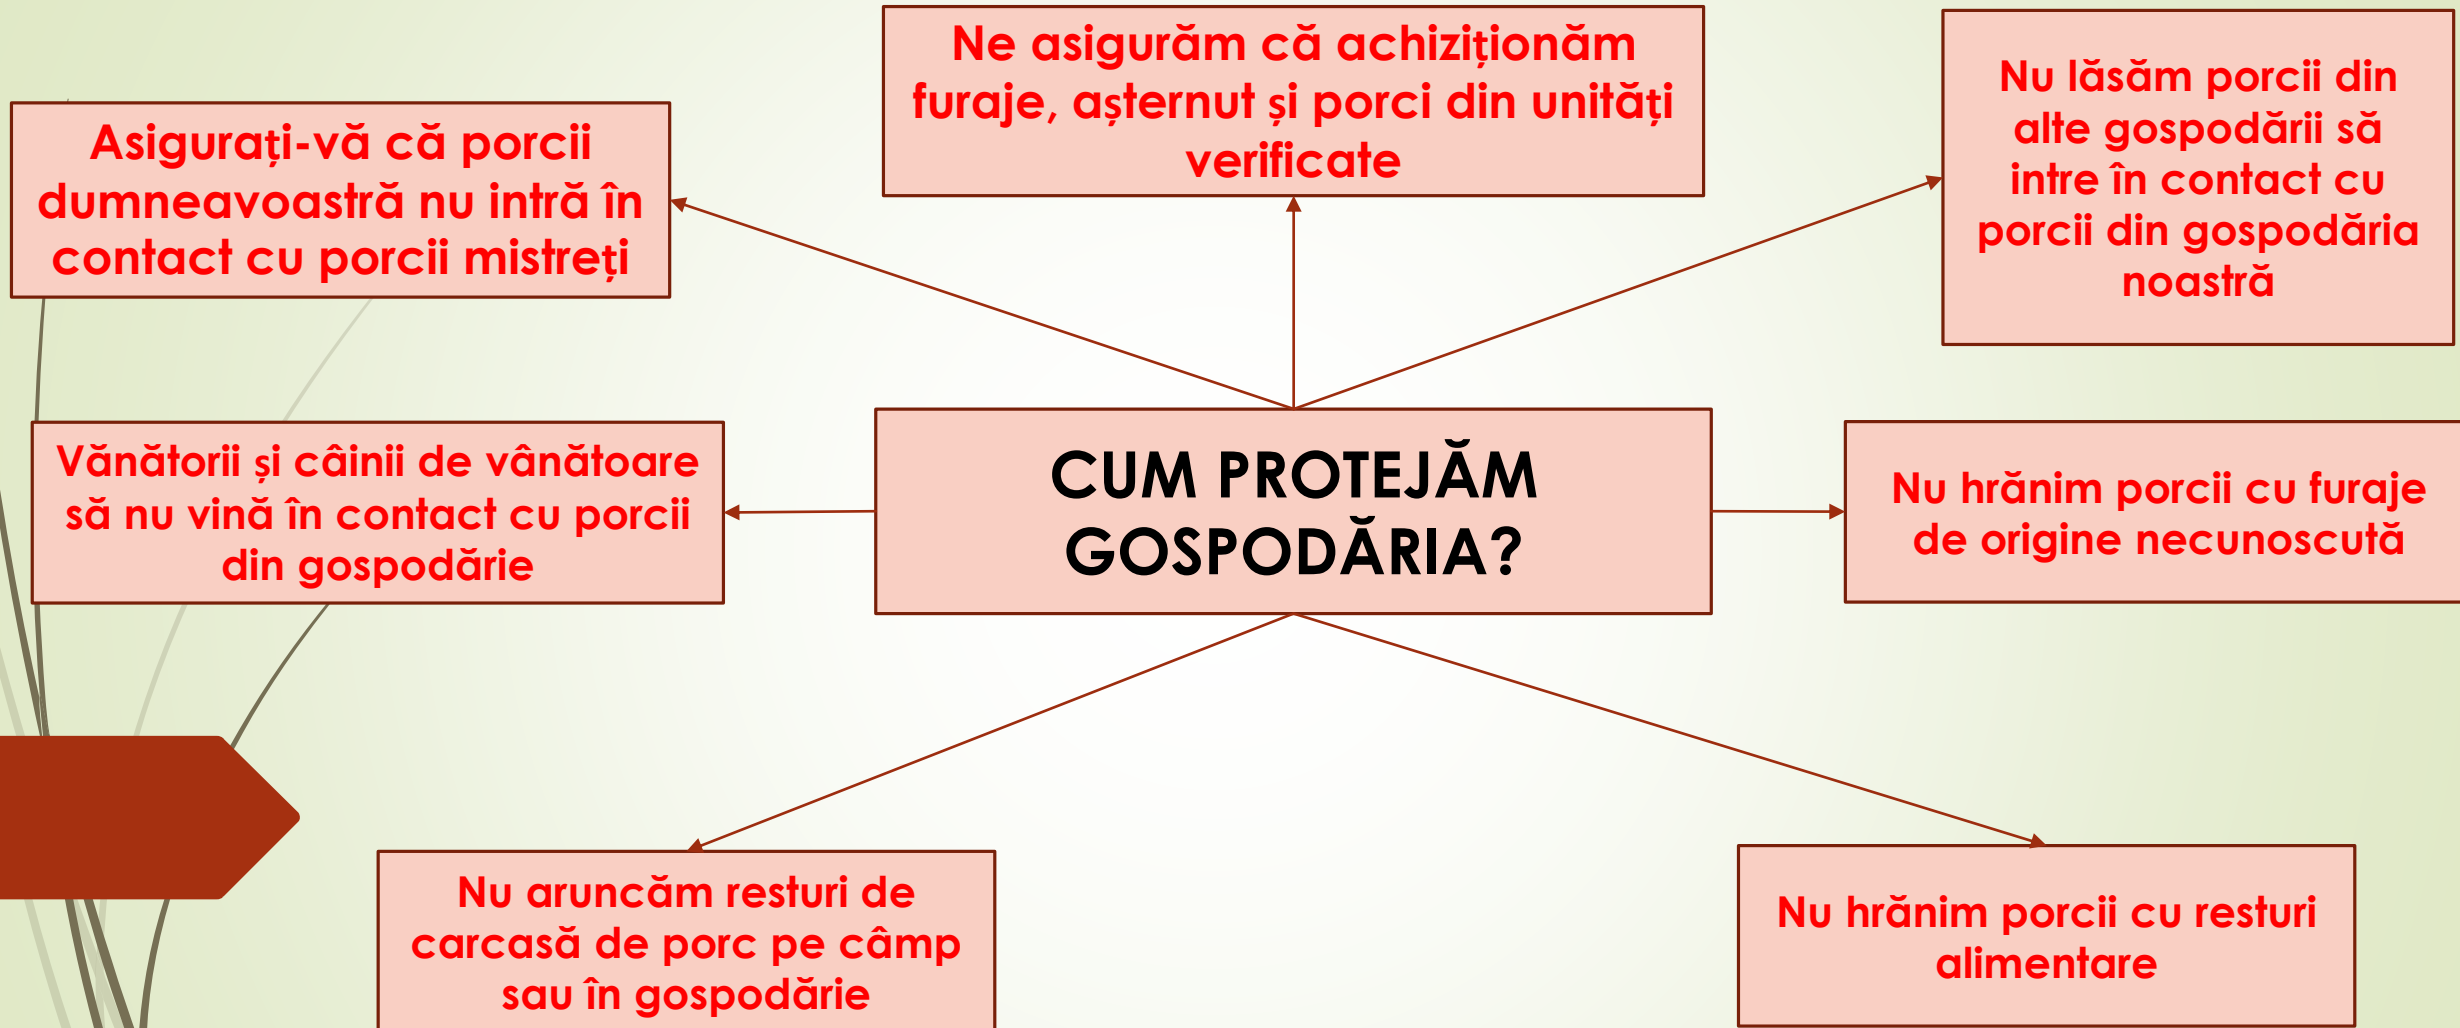 Ne asigurăm că achiziționăm
furaje, așternut și porci din unități
verificate
Nu lăsăm porcii din
alte gospodării să
intre în contact cu
porcii din gospodăria
noastră
Asigurați-vă că porcii
dumneavoastră nu intră în
contact cu porcii mistreți
CUM PROTEJĂM
GOSPODĂRIA?
Vănătorii și câinii de vânătoare
să nu vină în contact cu porcii
din gospodărie
Nu hrănim porcii cu furaje
de origine necunoscută
Nu aruncăm resturi de
carcasă de porc pe câmp
sau în gospodărie
Nu hrănim porcii cu resturi
alimentare